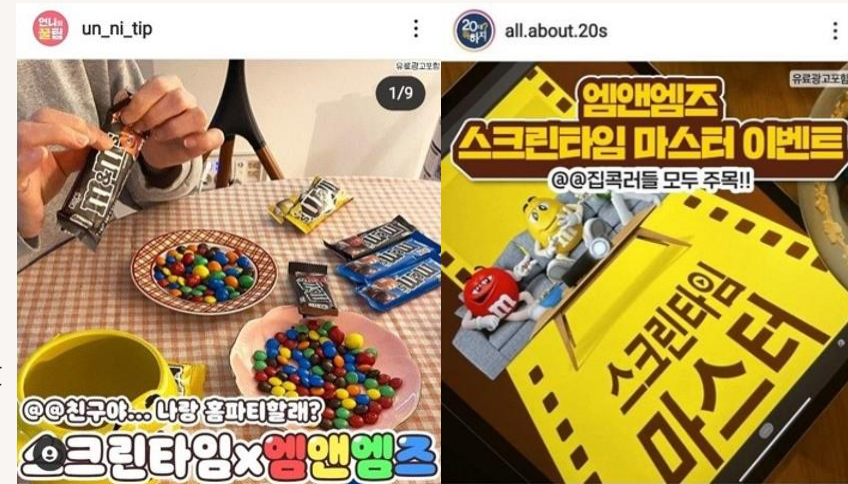 언니의
꿀팁
un_ni_tip
유료광고포함
1/9
m&m's
@@친구야... 나랑 홈파티할래?
스크린타임x엠앤엠즈
all.about.20s
유료광고포함
엠앤엠즈
스크린타임 마스터 이벤트
@@집콕러들 모두 주목!!
m
스크린타임
마스터